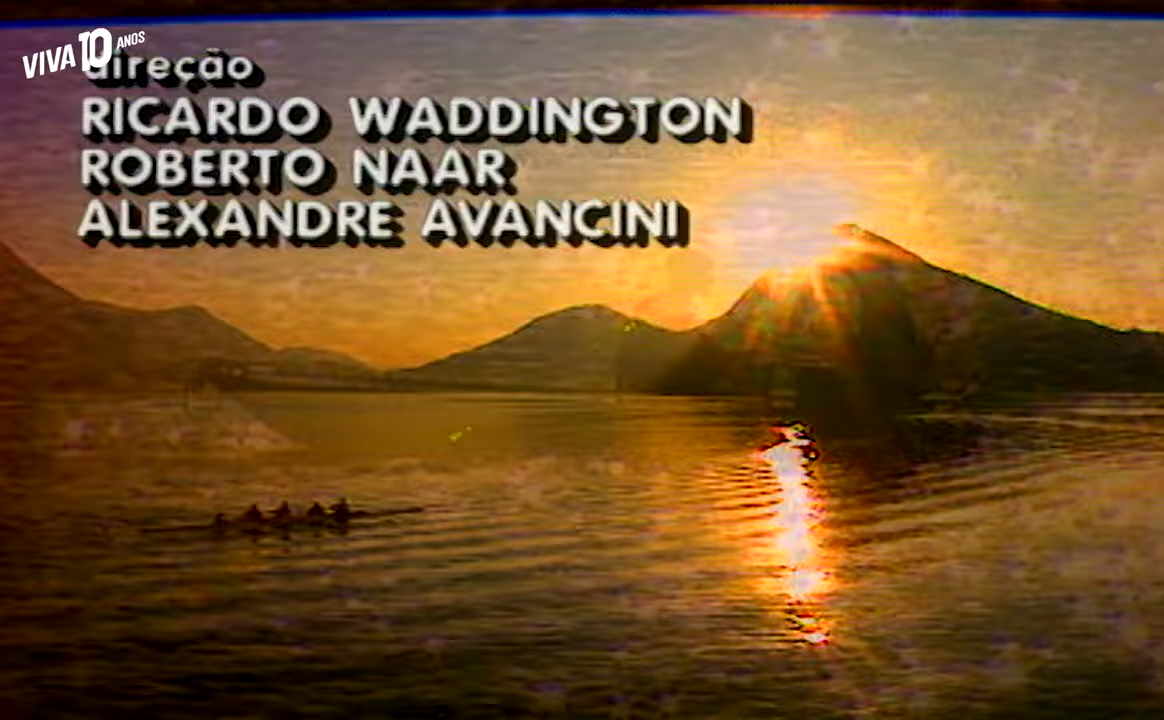 VIVA 10 ANOS
direção
RICARDO WADDINGTON
ROBERTO NAAR
ALEXANDRE AVANCINI